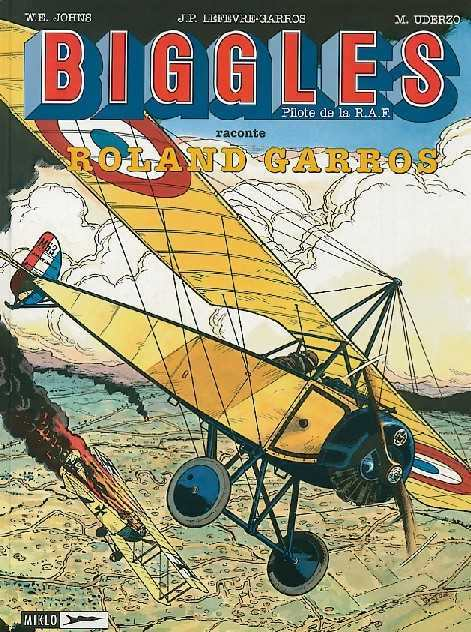 W.E. JOHNS J.P. LEFEVRE-GARROS M. UDERZO
BIGGLES
Pilote de la R.A.F.
raconte
ROLAND GARROS
MIKLO